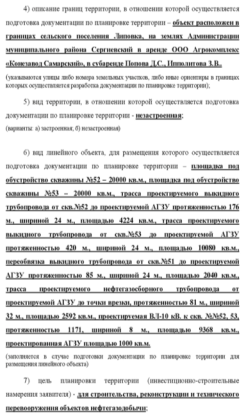 4) описание границ территории, в отношении которой осуществляется
подготовка документации по планировке территории – объект расположен в
границах сельского поселения Липовка, на землях Администрации
муниципального района Сергиевский в аренде ООО Агрокомплекс
«Конезавод Самарский», в субаренде Попова Д.С., Ипполитова З.В.,
(указываются улицы либо номера земельных участков, либо иные ориентиры в границах
которых осуществляется разработка документации по планировке территории);
5) вид территории, в отношении которой осуществляется подготовка
документации по планировке территории - незастроенная;
(варианты: а) застроенная, б) незастроенная)
6) вид линейного объекта, для размещения которого осуществляется
подготовка документации по планировке территории – площадка под
обустройство скважины №52 – 20000 кв.м., площадка под обустройство
скважины №53 – 20000 кв.м., трасса проектируемого выкидного
трубопровода от скв.№52 до проектируемой АГЗУ протяженностью 176
м, шириной 24 м., площадью 4224 кв.м., трасса проектируемого
выкидного трубопровода от скв.№53 до проектируемой АГЗУ
протяженностью 420 м., шириной 24 м., площадью 10080 кв.м.,
перевязка выкидного трубопровода от скв.№51 до проектируемой
АГЗУ протяженностью 85 м., шириной 24 м., площадью 2040 кв.м.,
трасса проектируемого нефтегазосборного трубопровода от
проектируемой АГЗУ до точки врезки, протяженностью 81 м., шириной
32 м., площадью 2592 кв.м., проектируемая ВЛ-10 кВ к скв. №№52, 53,
протяженностью 1171, шириной 8 м., площадью 9368 кв.м.,
проектированная АГЗУ площадью 1000 кв.м.
(заполняется в случае подготовки документации по планировке территории для
размещения линейного объекта)
7) цель планировки территории (инвестиционно-строительные
намерения заявителя) - для строительства, реконструкции и технического
перевооружения объектов нефтегазодобычи;